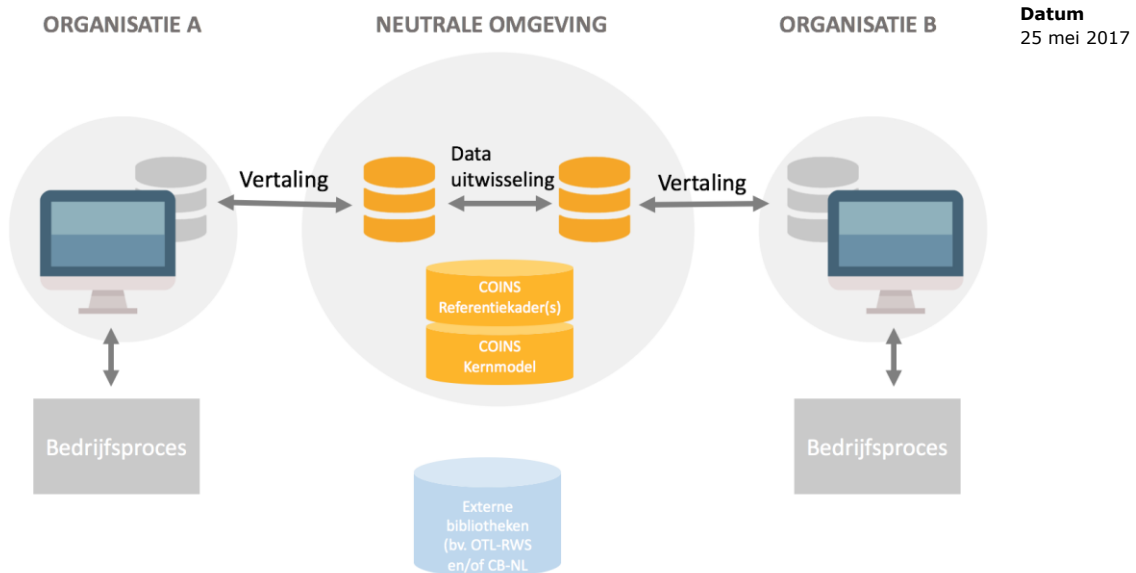 ORGANISATIE A
NEUTRALE OMGEVING
ORGANISATIE B
Datum
25 mei 2017
Vertaling
Data
uitwisseling
Vertaling
COINS
Referentiekader(s)
COINS
Kernmodel
Bedrijfsproces
Bedrijfsproces
Externe
bibliotheken
(bv. OTL-RWS
en/of CB-NL